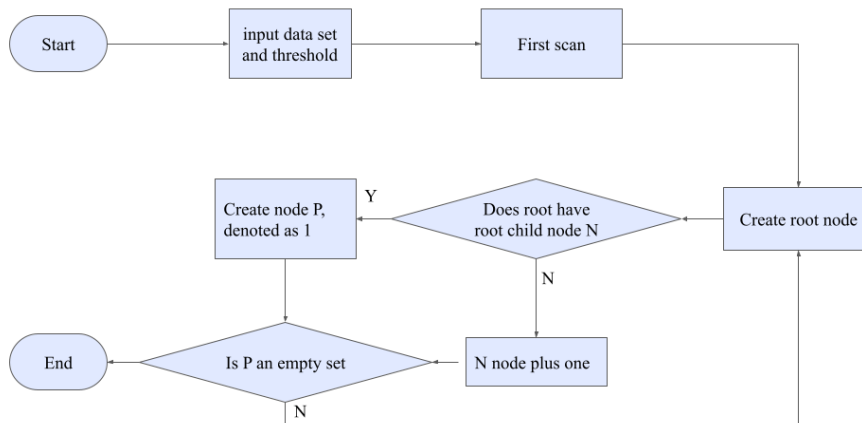 Start
input data set
and threshold
First scan
Create node P,
denoted as 1
Y
Does root have
root child node N
Create root node
N
End
Is P an empty set
N node plus one
N